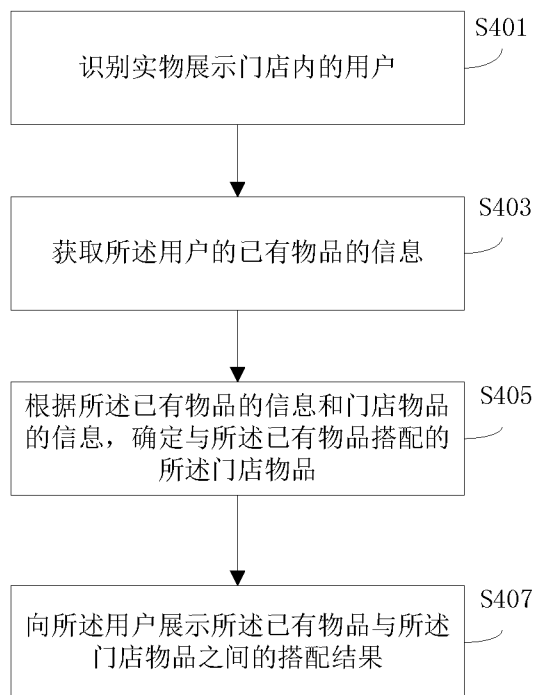 S401
识别实物展示门店内的用户
S403
获取所述用户的已有物品的信息
S405
根据所述已有物品的信息和门店物品
的信息，确定与所述已有物品搭配的
所述门店物品
S407
向所述用户展示所述已有物品与所述
门店物品之间的搭配结果